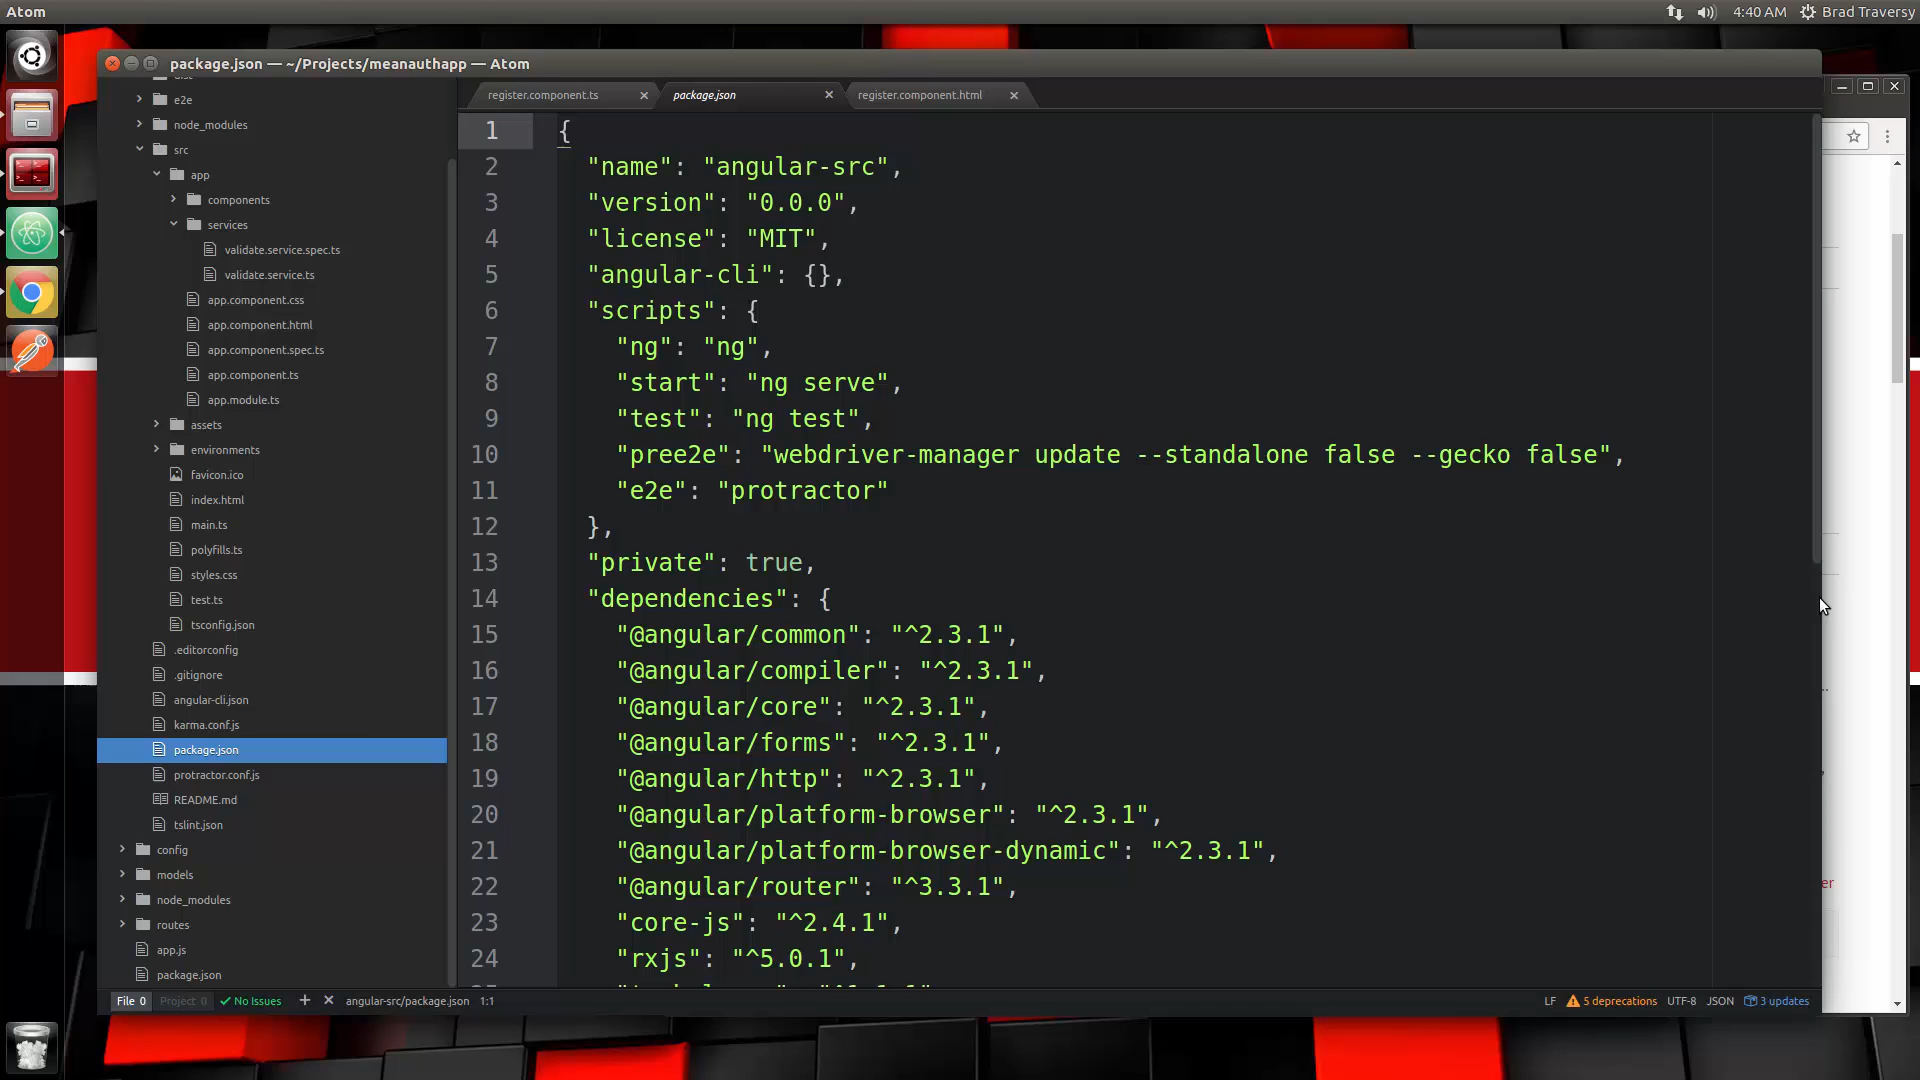 Atom
4:40 AM
Brad Traversy
package.json — ~/Projects/meanauthapp — Atom
register.component.ts
package.json
register.component.html
e2e
node_modules
src
app
components
services
validate.service.spec.ts
validate.service.ts
app.component.css
app.component.html
app.component.spec.ts
app.component.ts
app.module.ts
assets
environments
favicon.ico
index.html
main.ts
polyfills.ts
styles.css
test.ts
tsconfig.json
.editorconfig
.gitignore
angular-cli.json
karma.conf.js
package.json
protractor.conf.js
README.md
tslint.json
config
models
node_modules
routes
app.js
package.json
1 {
2 "name": "angular-src",
3 "version": "0.0.0",
4 "license": "MIT",
5 "angular-cli": {},
6 "scripts": {
7 "ng": "ng",
8 "start": "ng serve",
9 "test": "ng test",
10 "pree2e": "webdriver-manager update --standalone false --gecko false",
11 "e2e": "protractor"
12 },
13 "private": true,
14 "dependencies": {
15 "@angular/common": "^2.3.1",
16 "@angular/compiler": "^2.3.1",
17 "@angular/core": "^2.3.1",
18 "@angular/forms": "^2.3.1",
19 "@angular/http": "^2.3.1",
20 "@angular/platform-browser": "^2.3.1",
21 "@angular/platform-browser-dynamic": "^2.3.1",
22 "@angular/router": "^3.3.1",
23 "core-js": "^2.4.1",
24 "rxjs": "^5.0.1",
er
File 0 Project 0 No Issues + × angular-src/package.json 1:1
LF 5 deprecations UTF-8 JSON 3 updates